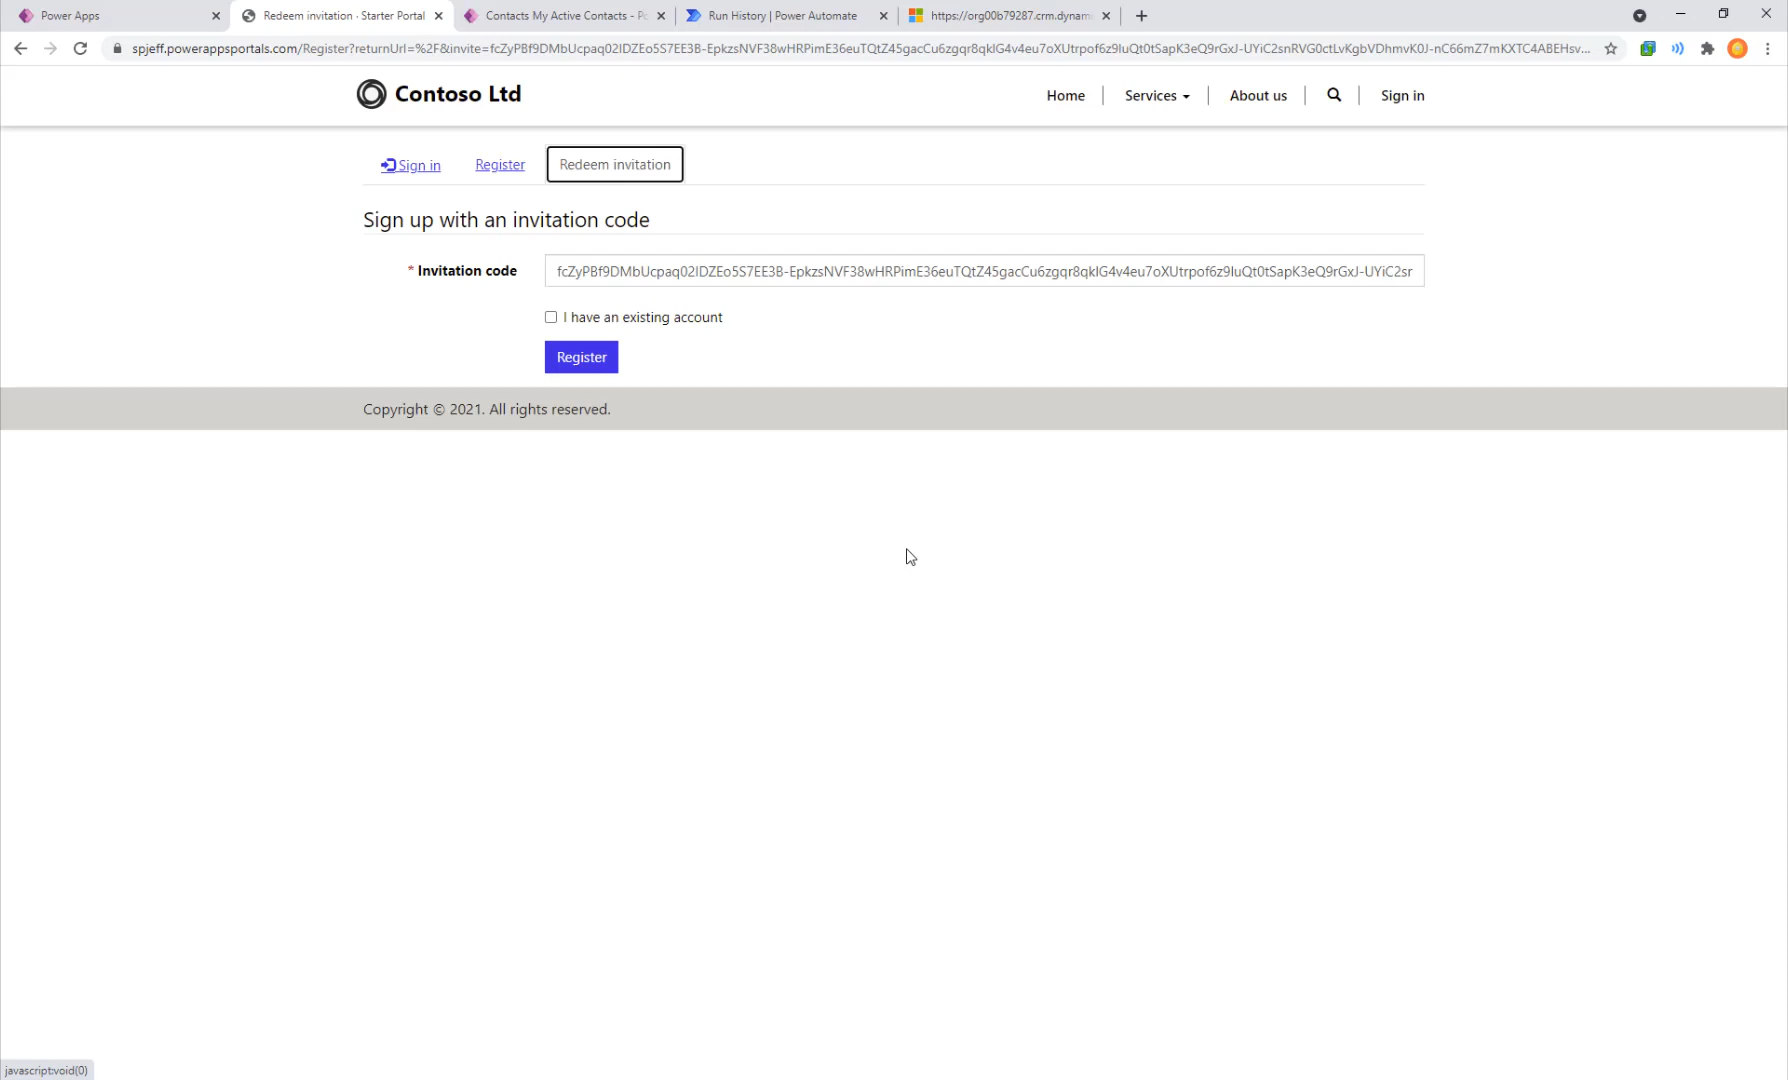 Power Apps
Redeem invitation · Starter Portal
Contacts My Active Contacts - Po
Run History | Power Automate
https://org00b79287.crm.dynam
spjeff.powerappsportals.com/Register?returnUrl=%2F&invite=fcZyPBf9DMbUcpaq02IDZEo5S7EE3B-EpkzsNVF38wHRPimE36euTQtZ45gacCu6zgqr8qklG4v4eu7oXUtrpof6z9IuQt0tSapK3eQ9rGxJ-UYiC2snRVG0ctLvKgbVDhmvK0J-nC66mZ7mKXTC4ABEHsv...
Contoso Ltd
Home
Services
About us
Sign in
Sign in
Register
Redeem invitation
Sign up with an invitation code
* Invitation code
fcZyPBf9DMbUcpaq02IDZEo5S7EE3B-EpkzsNVF38wHRPimE36euTQtZ45gacCu6zgqr8qklG4v4eu7oXUtrpof6z9IuQt0tSapK3eQ9rGxJ-UYiC2sr
I have an existing account
Register
Copyright © 2021. All rights reserved.
javascript:void(0)